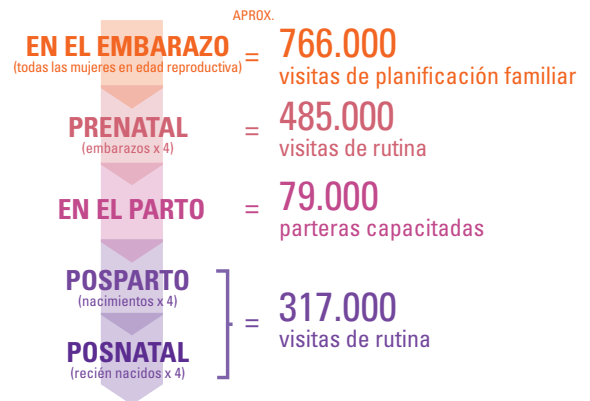 APROX.
EN EL EMBARAZO
(todas las mujeres en edad reproductiva)
= 766.000
visitas de planificación familiar
PRENATAL
(embarazos x 4)
= 485.000
visitas de rutina
EN EL PARTO
= 79.000
parteras capacitadas
POSPARTO
(nacimientos x 4)
POSNATAL
(recién nacidos x 4)
= 317.000
visitas de rutina